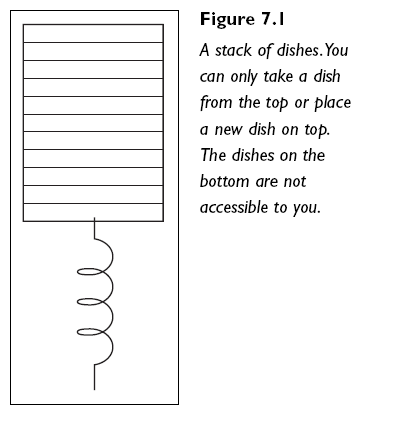 Figure 7.1
A stack of dishes. You
can only take a dish
from the top or place
a new dish on top.
The dishes on the
bottom are not
accessible to you.